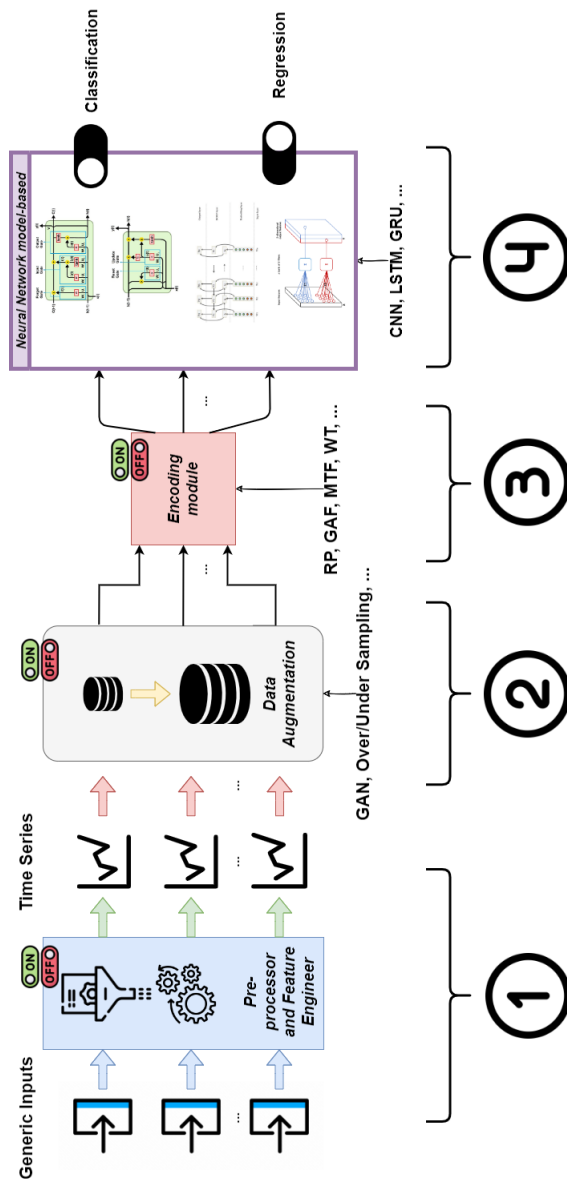 Generic Inputs
...
ON
OFF
Pre-
processor
and Feature
Engineer
Time Series
...
...
ON
OFF
Data
Augmentation
GAN, Over/Under Sampling, ...
...
ON
OFF
Encoding
module
RP, GAF, MTF, WT, ...
...
Neural Network model-based
CNN, LSTM, GRU, ...
Classification
Regression
1
2
3
4